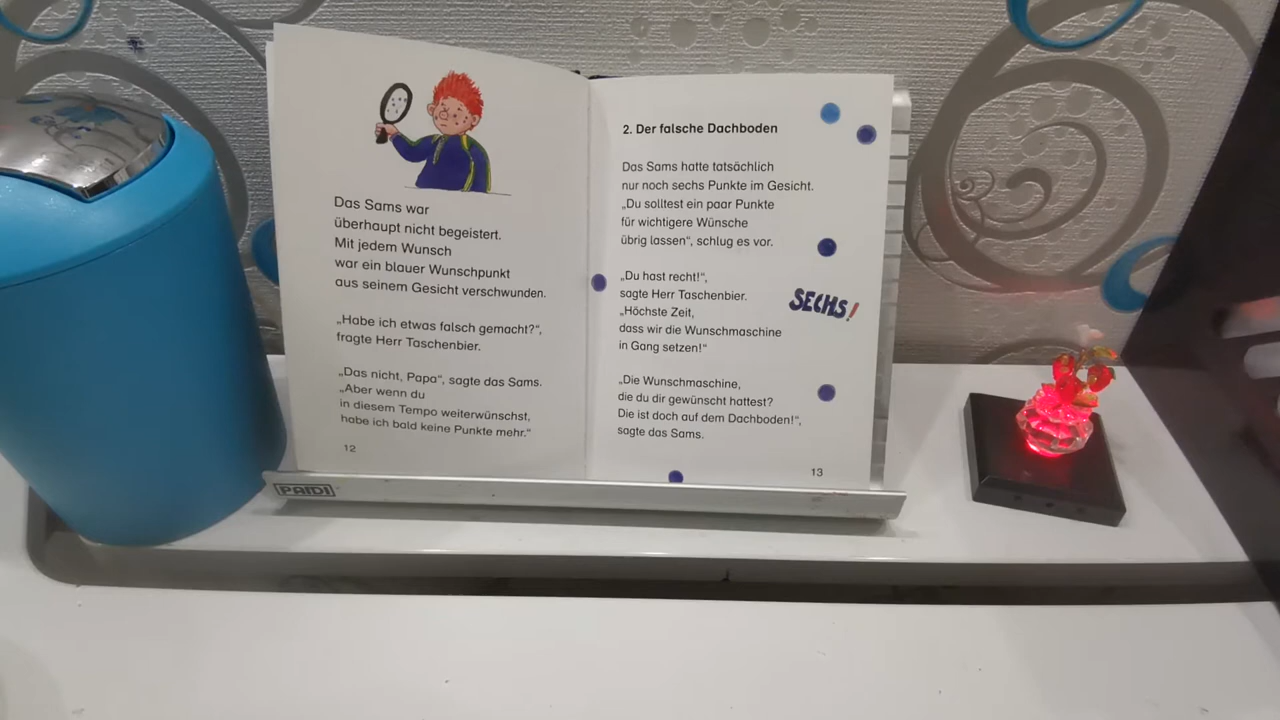 Das Sams war
überhaupt nicht begeistert.
Mit jedem Wunsch
war ein blauer Wunschpunkt
aus seinem Gesicht verschwunden.
„Habe ich etwas falsch gemacht?“,
fragte Herr Taschenbier.
„Das nicht, Papa“, sagte das Sams.
„Aber wenn du
in diesem Tempo weiterwünschst,
habe ich bald keine Punkte mehr.“
12
2. Der falsche Dachboden
Das Sams hatte tatsächlich
nur noch sechs Punkte im Gesicht.
„Du solltest ein paar Punkte
für wichtigere Wünsche
übrig lassen“, schlug es vor.
„Du hast recht!“,
sagte Herr Taschenbier.
„Höchste Zeit,
dass wir die Wunschmaschine
in Gang setzen!“
SECHS!
„Die Wunschmaschine,
die du dir gewünscht hattest?
Die ist doch auf dem Dachboden!“,
sagte das Sams.
13
PAIDI